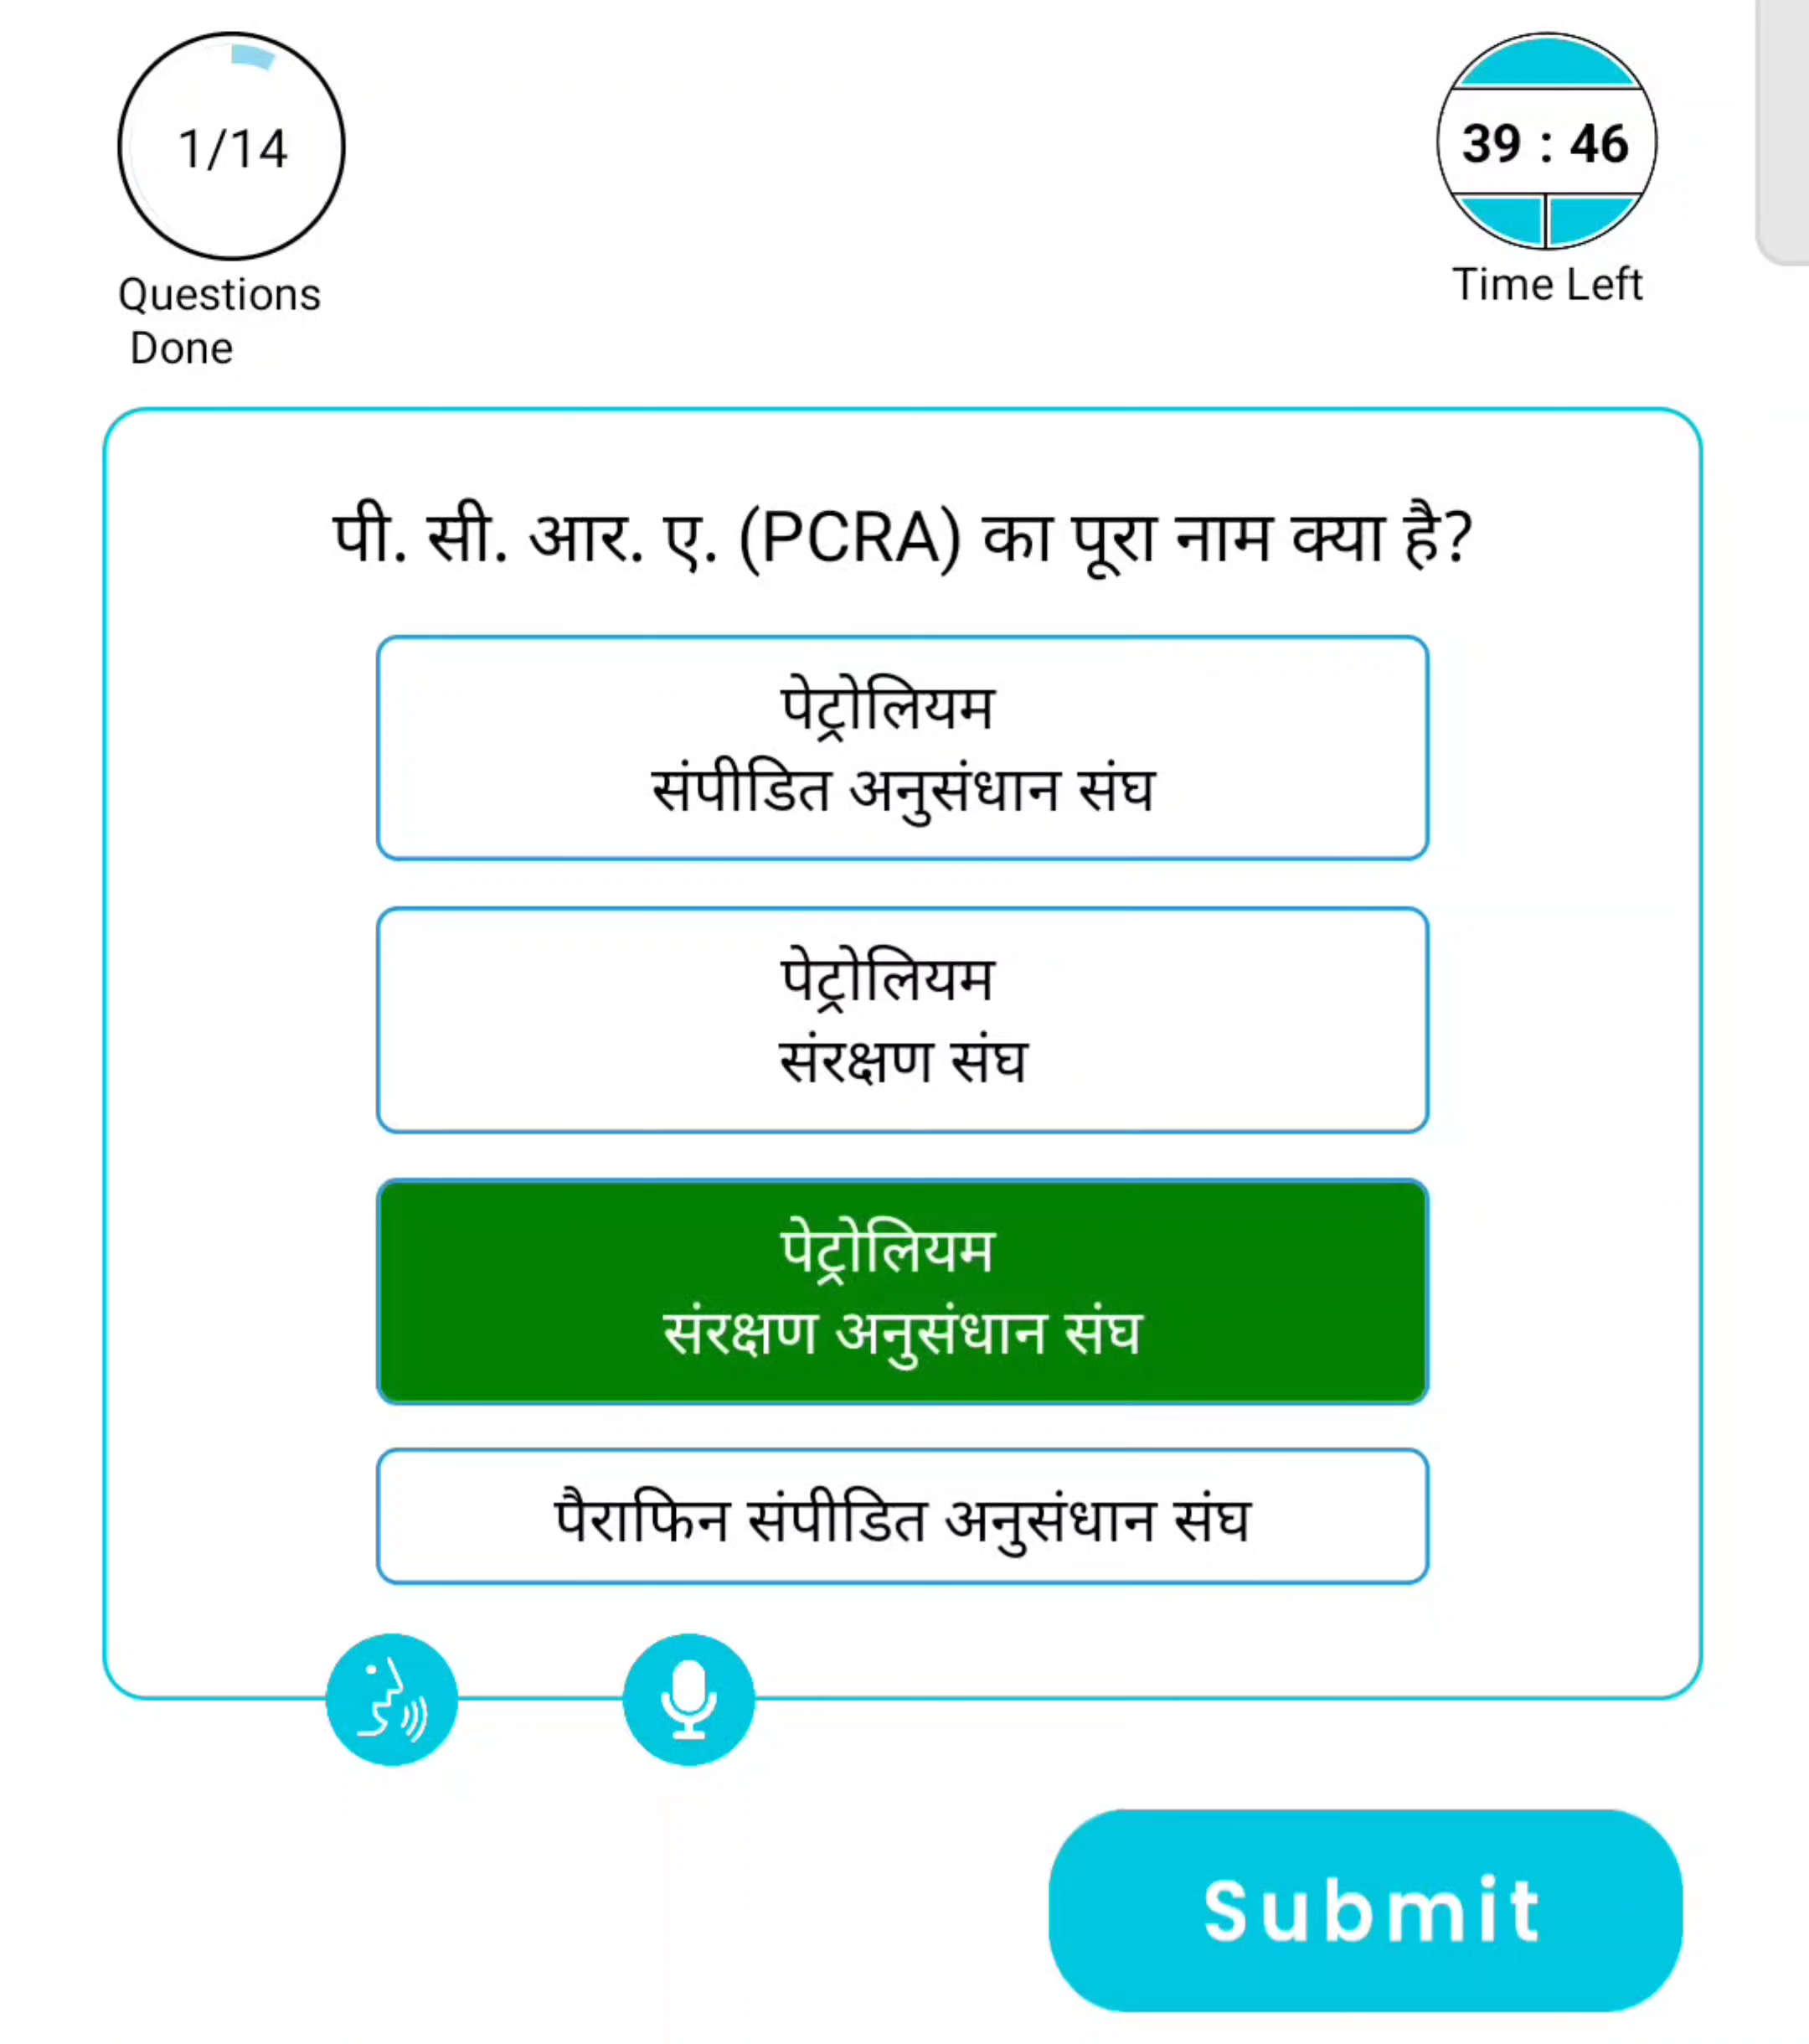 1/14
Questions
Done
39 : 46
Time Left
पी. सी. आर. ए. (PCRA) का पूरा नाम क्या है?
पेट्रोलियम
संपीडित अनुसंधान संघ
पेट्रोलियम
संरक्षण संघ
पेट्रोलियम
संरक्षण अनुसंधान संघ
पैराफिन संपीडित अनुसंधान संघ
Submit